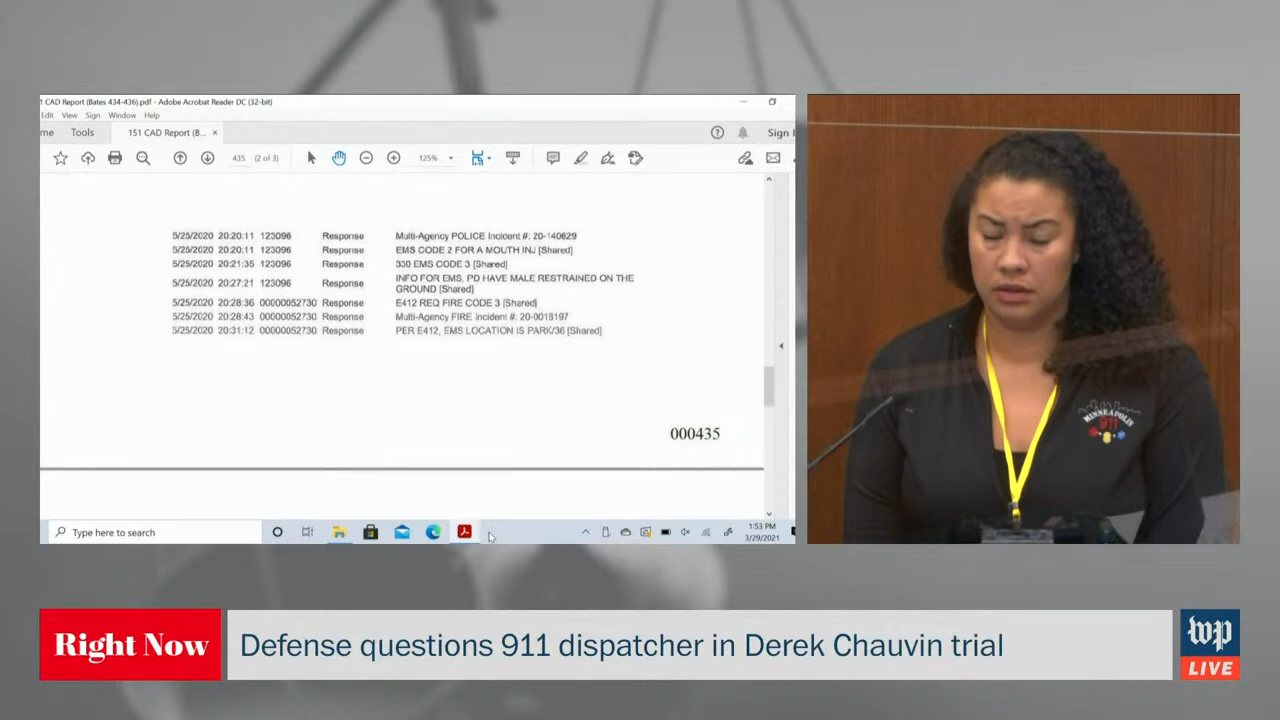 1 CAD Report (Bates 434-436).pdf - Adobe Acrobat Reader DC (32-bit)
Edit View Sign Window Help
me Tools 151 CAD Report (B... × Sign I
435 (2 of 3) 125%
5/25/2020 20:20:11 123096 Response Multi-Agency POLICE Incident #: 20-140629
5/25/2020 20:20:11 123096 Response EMS CODE 2 FOR A MOUTH INJ [Shared]
5/25/2020 20:21:35 123096 Response 330 EMS CODE 3 [Shared]
5/25/2020 20:27:21 123096 Response INFO FOR EMS, PD HAVE MALE RESTRAINED ON THE
GROUND [Shared]
5/25/2020 20:28:36 00000052730 Response E412 REQ FIRE CODE 3 [Shared]
5/25/2020 20:28:43 00000052730 Response Multi-Agency FIRE Incident #: 20-0018197
5/25/2020 20:31:12 00000052730 Response PER E412, EMS LOCATION IS PARK/36 [Shared]
000435
Type here to search
1:53 PM
3/29/2021
MINNEAPOLIS
911
Right Now
Defense questions 911 dispatcher in Derek Chauvin trial
wp
LIVE